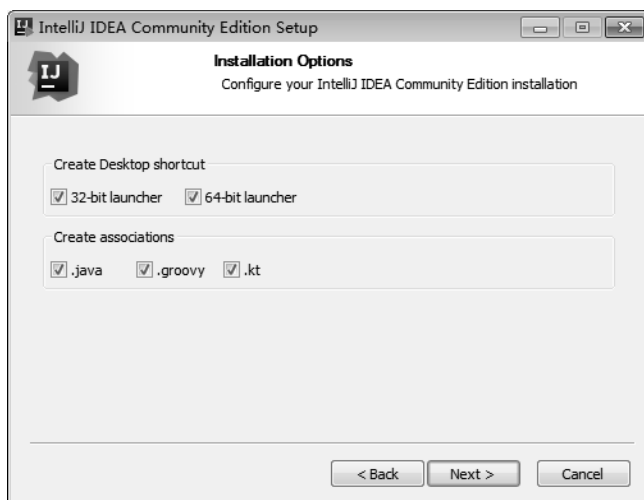 IntelliJ IDEA Community Edition Setup
IJ
Installation Options
Configure your IntelliJ IDEA Community Edition installation
Create Desktop shortcut
32-bit launcher 64-bit launcher
Create associations
.java .groovy .kt
< Back Next > Cancel